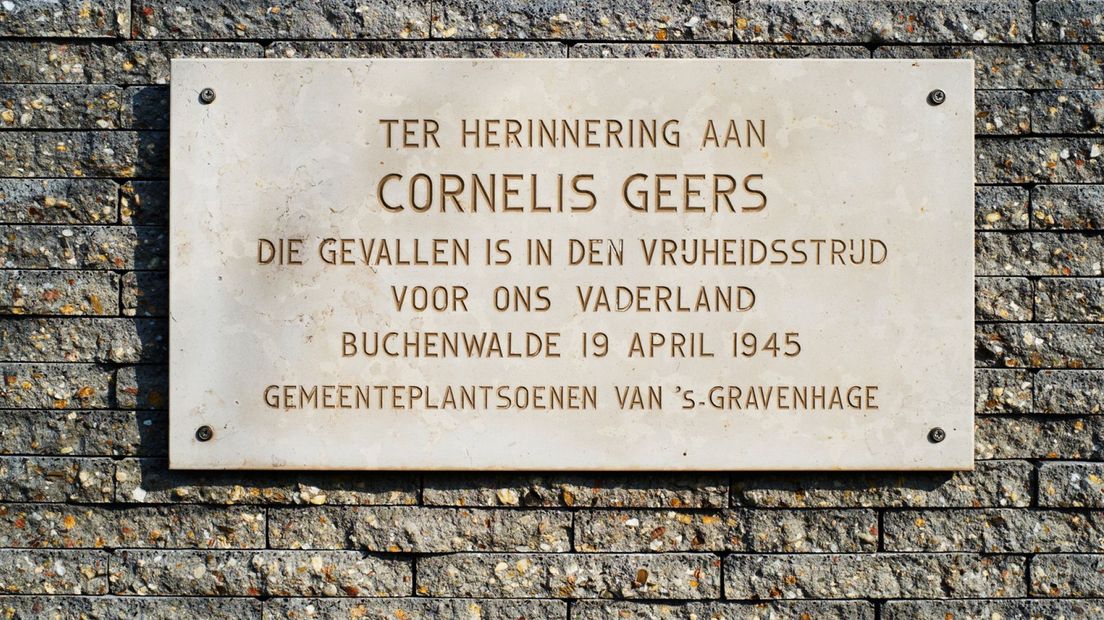 TER HERINNERING AAN
CORNELIS GEERS
DIE GEVALLEN IS IN DEN VRIJHEIDSSTRIJD
VOOR ONS VADERLAND
BUCHENWALDE 19 APRIL 1945
GEMEENTEPLANTSOENEN VAN 's-GRAVENHAGE